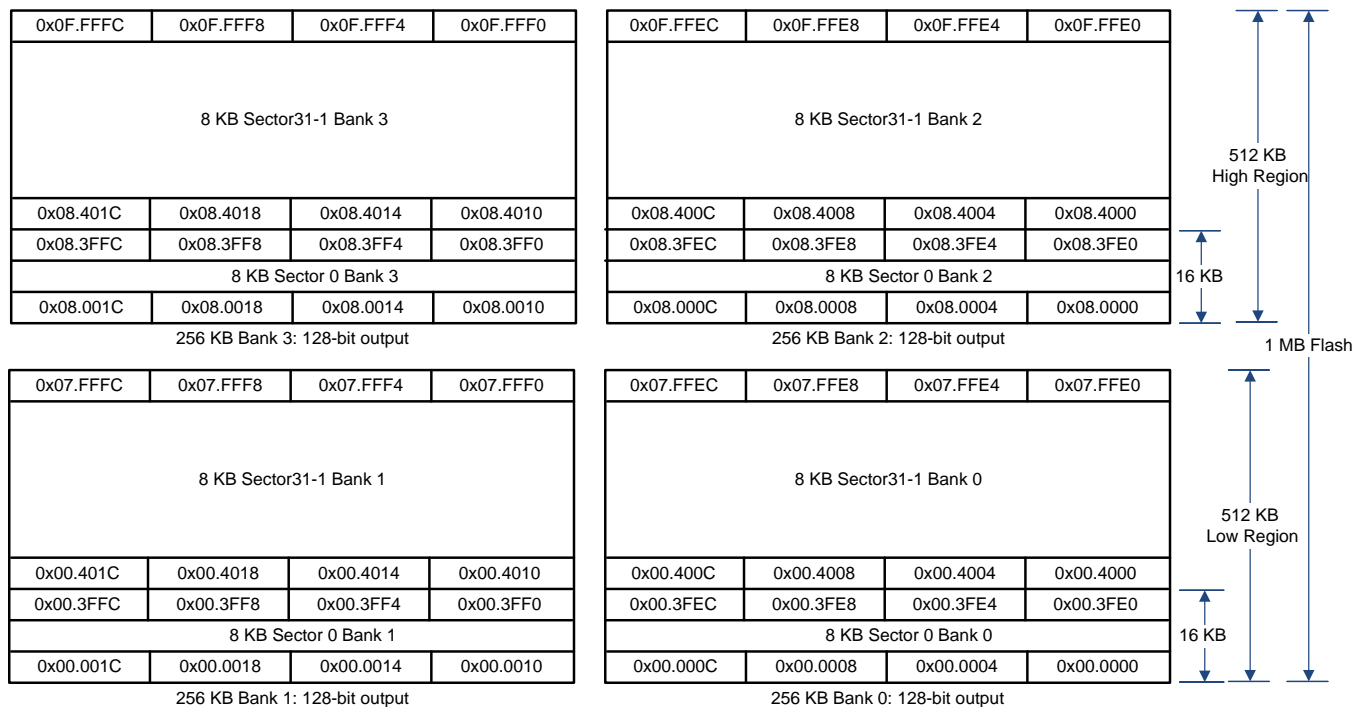 0x0F.FFFC 0x0F.FFF8 0x0F.FFF4 0x0F.FFF0
8 KB Sector31-1 Bank 3
0x08.401C 0x08.4018 0x08.4014 0x08.4010
0x08.3FFC 0x08.3FF8 0x08.3FF4 0x08.3FF0
8 KB Sector 0 Bank 3
0x08.001C 0x08.0018 0x08.0014 0x08.0010
256 KB Bank 3: 128-bit output
0x0F.FFEC 0x0F.FFE8 0x0F.FFE4 0x0F.FFE0
8 KB Sector31-1 Bank 2
0x08.400C 0x08.4008 0x08.4004 0x08.4000
0x08.3FEC 0x08.3FE8 0x08.3FE4 0x08.3FE0
8 KB Sector 0 Bank 2
0x08.000C 0x08.0008 0x08.0004 0x08.0000
256 KB Bank 2: 128-bit output
16 KB
512 KB
High Region
1 MB Flash
0x07.FFFC 0x07.FFF8 0x07.FFF4 0x07.FFF0
8 KB Sector31-1 Bank 1
0x00.401C 0x00.4018 0x00.4014 0x00.4010
0x00.3FFC 0x00.3FF8 0x00.3FF4 0x00.3FF0
8 KB Sector 0 Bank 1
0x00.001C 0x00.0018 0x00.0014 0x00.0010
256 KB Bank 1: 128-bit output
0x07.FFEC 0x07.FFE8 0x07.FFE4 0x07.FFE0
8 KB Sector31-1 Bank 0
0x00.400C 0x00.4008 0x00.4004 0x00.4000
0x00.3FEC 0x00.3FE8 0x00.3FE4 0x00.3FE0
8 KB Sector 0 Bank 0
0x00.000C 0x00.0008 0x00.0004 0x00.0000
256 KB Bank 0: 128-bit output
16 KB
512 KB
Low Region